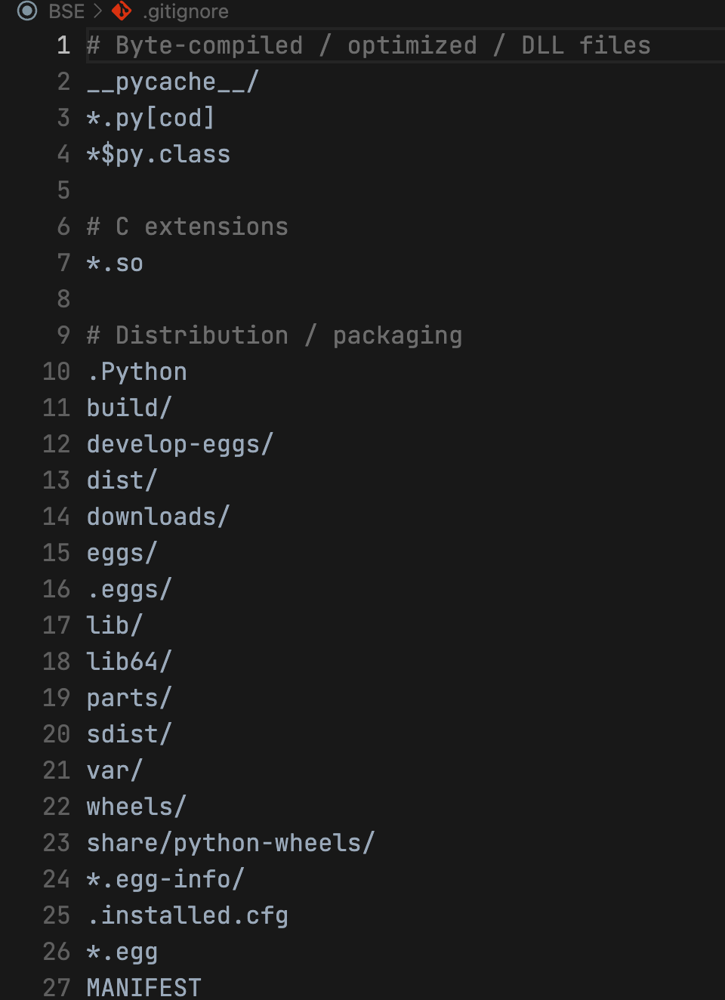 BSE > .gitignore
1 # Byte-compiled / optimized / DLL files
2 __pycache__/
3 *.py[cod]
4 *$py.class
5
6 # C extensions
7 *.so
8
9 # Distribution / packaging
10 .Python
11 build/
12 develop-eggs/
13 dist/
14 downloads/
15 eggs/
16 .eggs/
17 lib/
18 lib64/
19 parts/
20 sdist/
21 var/
22 wheels/
23 share/python-wheels/
24 *.egg-info/
25 .installed.cfg
26 *.egg
27 MANIFEST